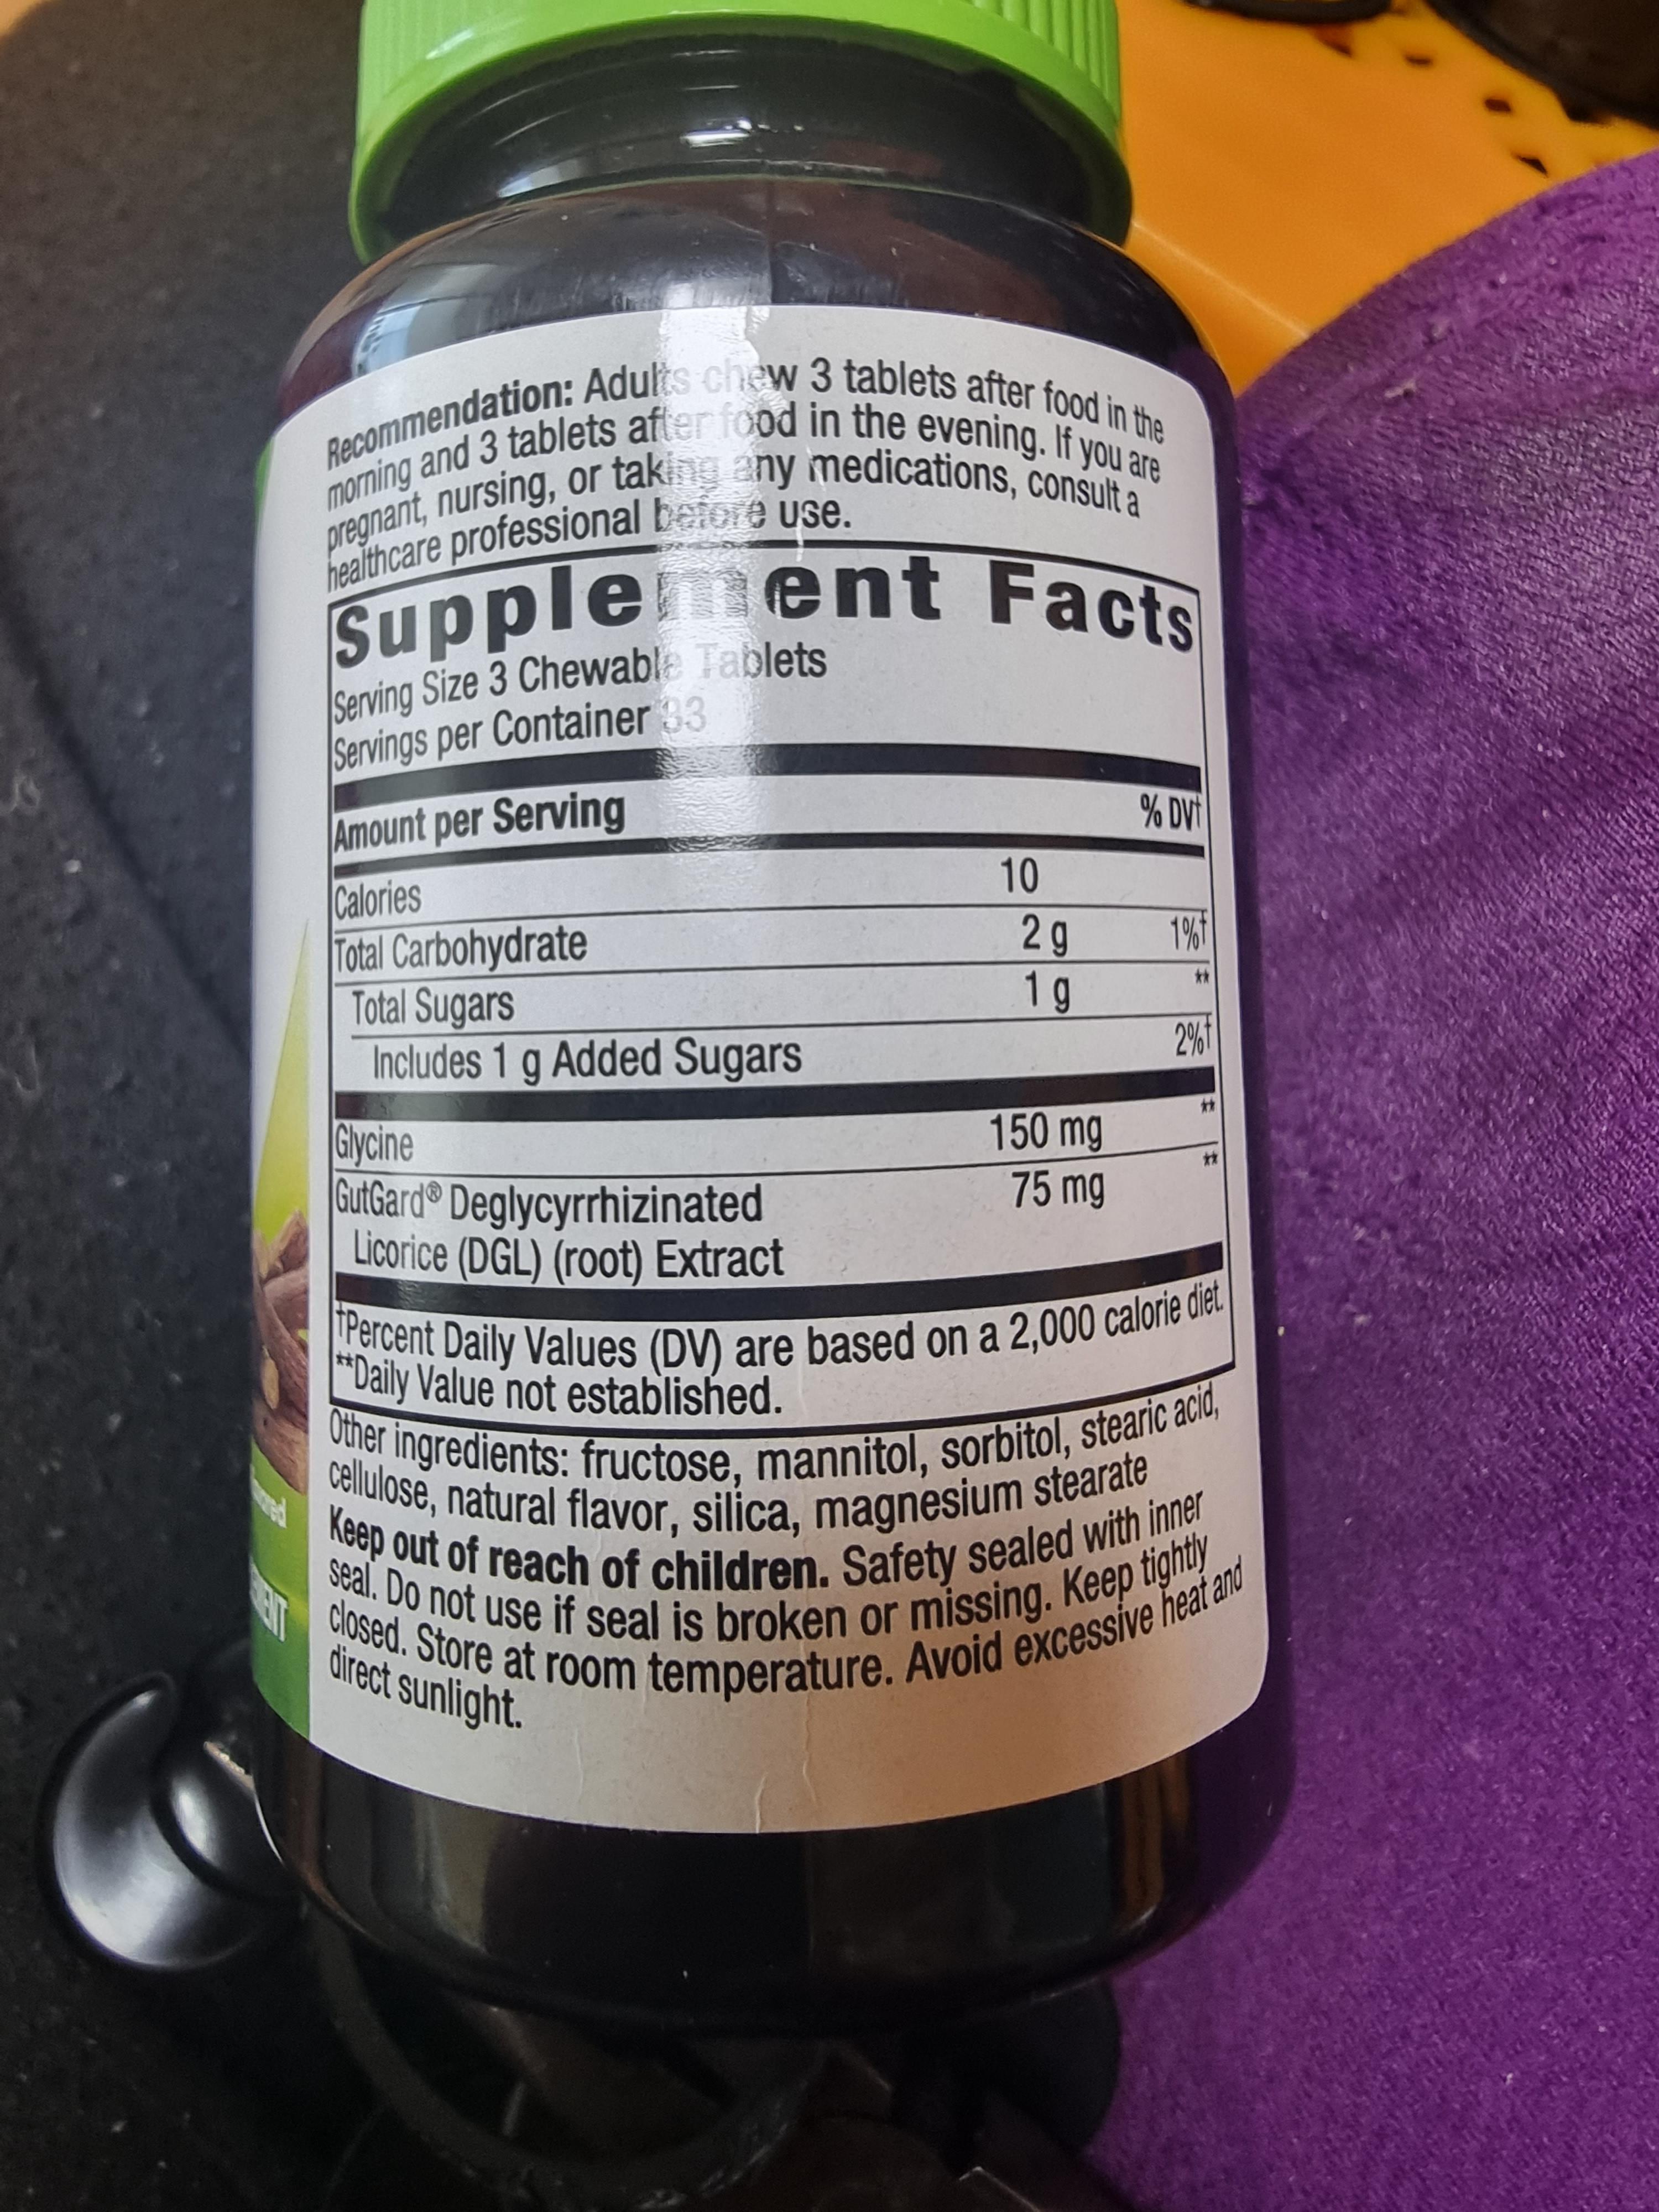 Recommendation: Adults chew 3 tablets after food in the
morning and 3 tablets after food in the evening. If you are
pregnant, nursing, or taking any medications, consult a
healthcare professional before use.
Supplement Facts
Serving Size 3 Chewable Tablets
Servings per Container 33
Amount per Serving % DV†
Calories 10
Total Carbohydrate 2 g 1%†
Total Sugars 1 g **
Includes 1 g Added Sugars 2%†
Glycine 150 mg **
GutGard® Deglycyrrhizinated 75 mg **
Licorice (DGL) (root) Extract
†Percent Daily Values (DV) are based on a 2,000 calorie diet.
**Daily Value not established.
Other ingredients: fructose, mannitol, sorbitol, stearic acid,
cellulose, natural flavor, silica, magnesium stearate
Keep out of reach of children. Safety sealed with inner
seal. Do not use if seal is broken or missing. Keep tightly
closed. Store at room temperature. Avoid excessive heat and
direct sunlight.